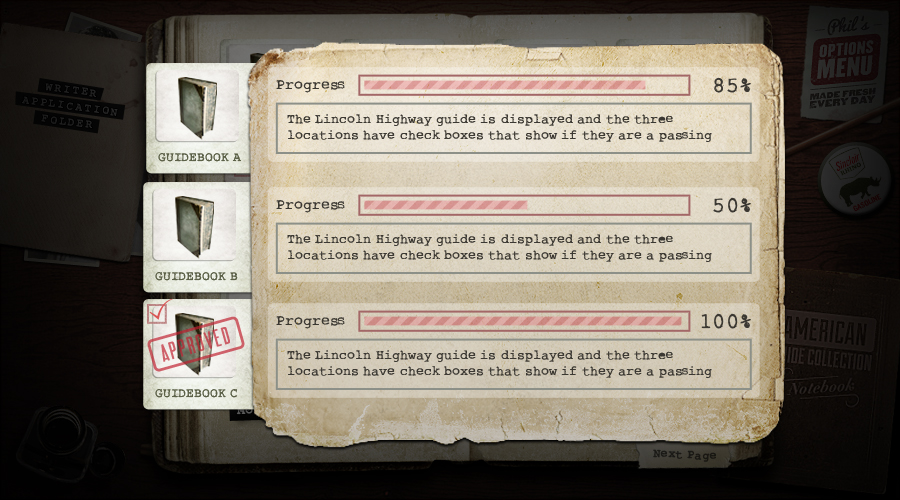 WRITER
APPLICATION
FOLDER
Phil's
OPTIONS
MENU
MADE FRESH
EVERY DAY
Sinclair
GASOLINE
GUIDEBOOK A
Progress 85%
The Lincoln Highway guide is displayed and the three
locations have check boxes that show if they are a passing
GUIDEBOOK B
Progress 50%
The Lincoln Highway guide is displayed and the three
locations have check boxes that show if they are a passing
APPROVED
GUIDEBOOK C
Progress 100%
The Lincoln Highway guide is displayed and the three
locations have check boxes that show if they are a passing
AMERICAN
COLLECTION
Notebook
Next Page